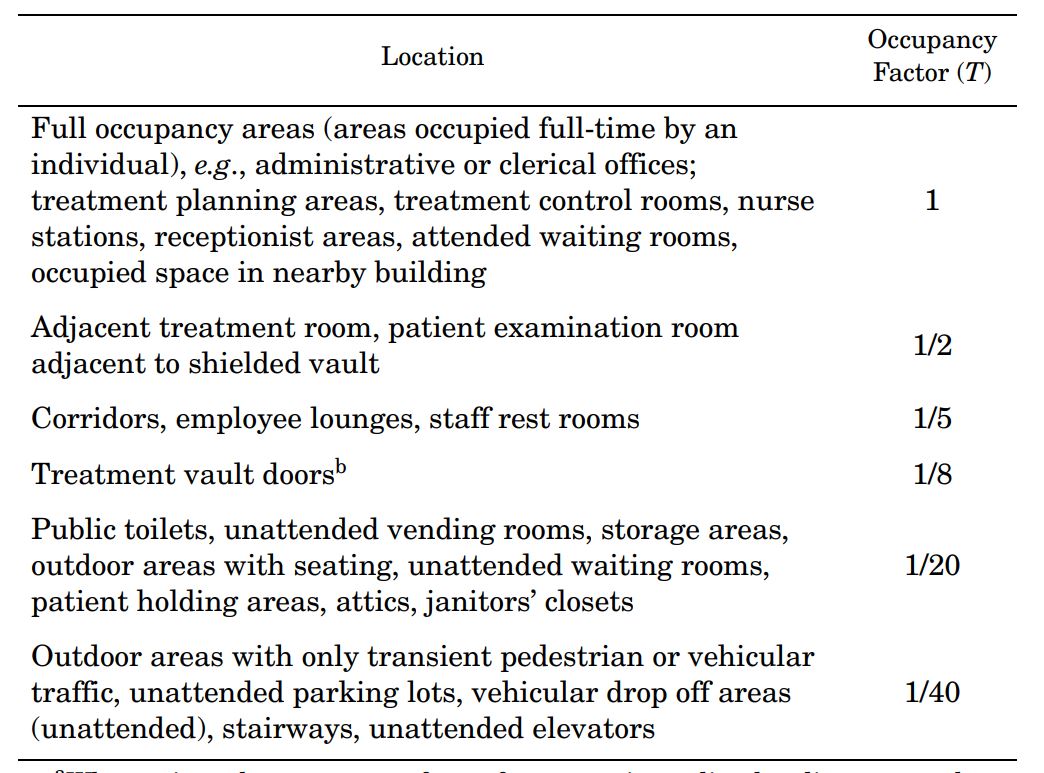 Location
Occupancy
Factor (T)
Full occupancy areas (areas occupied full-time by an
individual), e.g., administrative or clerical offices;
treatment planning areas, treatment control rooms, nurse
stations, receptionist areas, attended waiting rooms,
occupied space in nearby building
1
Adjacent treatment room, patient examination room
adjacent to shielded vault
1/2
Corridors, employee lounges, staff rest rooms
1/5
Treatment vault doorsᵇ
1/8
Public toilets, unattended vending rooms, storage areas,
outdoor areas with seating, unattended waiting rooms,
patient holding areas, attics, janitors’ closets
1/20
Outdoor areas with only transient pedestrian or vehicular
traffic, unattended parking lots, vehicular drop off areas
(unattended), stairways, unattended elevators
1/40